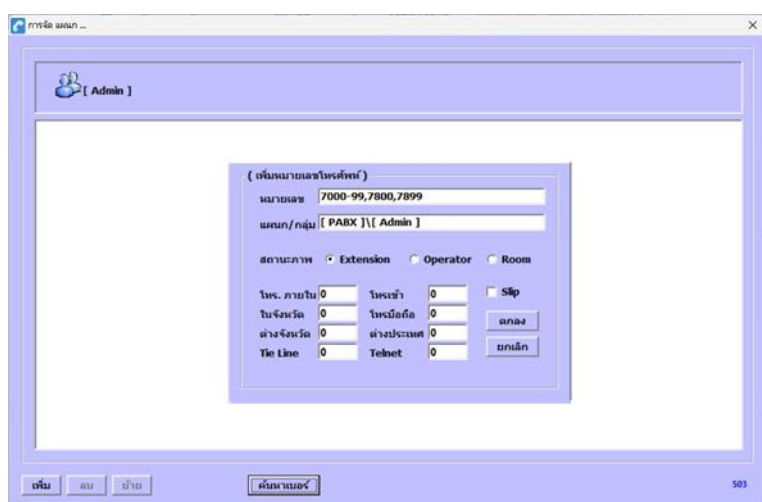 การจัด แผนก ...
[ Admin ]
( เพิ่มหมายเลขโทรศัพท์ )
หมายเลข 7000-99,7800,7899
แผนก/กลุ่ม [ PABX ]\[ Admin ]
สถานะภาพ Extension Operator Room
โทร. ภายใน 0 โทรเข้า 0 Slip
ในจังหวัด 0 โทรมือถือ 0 ตกลง
ต่างจังหวัด 0 ต่างประเทศ 0 ยกเลิก
Tie Line 0 Telnet 0
เพิ่ม ลบ ย้าย ค้นหาเบอร์ 503